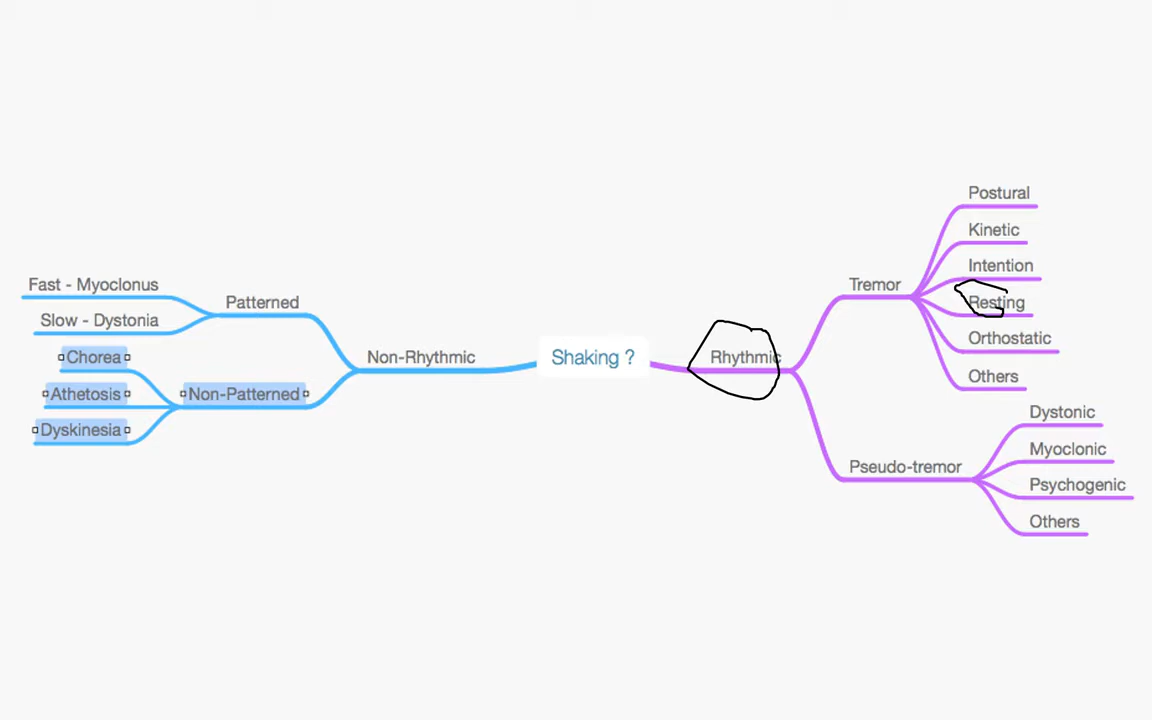 Shaking ?
Non-Rhythmic
Patterned
Fast - Myoclonus
Slow - Dystonia
Non-Patterned
Chorea
Athetosis
Dyskinesia
Rhythmic
Tremor
Postural
Kinetic
Intention
Resting
Orthostatic
Others
Pseudo-tremor
Dystonic
Myoclonic
Psychogenic
Others